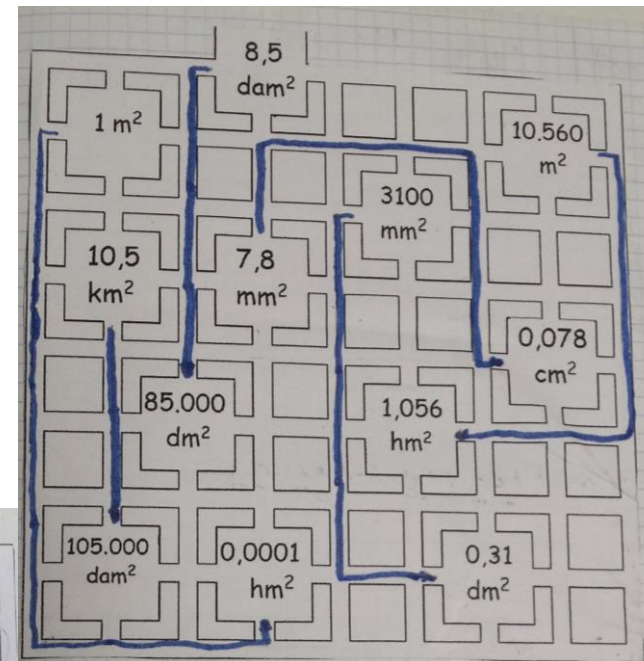 8,5
dam²
1 m²
10.560
m²
3100
mm²
10,5
km²
7,8
mm²
0,078
cm²
85.000
dm²
1,056
hm²
105.000
dam²
0,0001
hm²
0,31
dm²